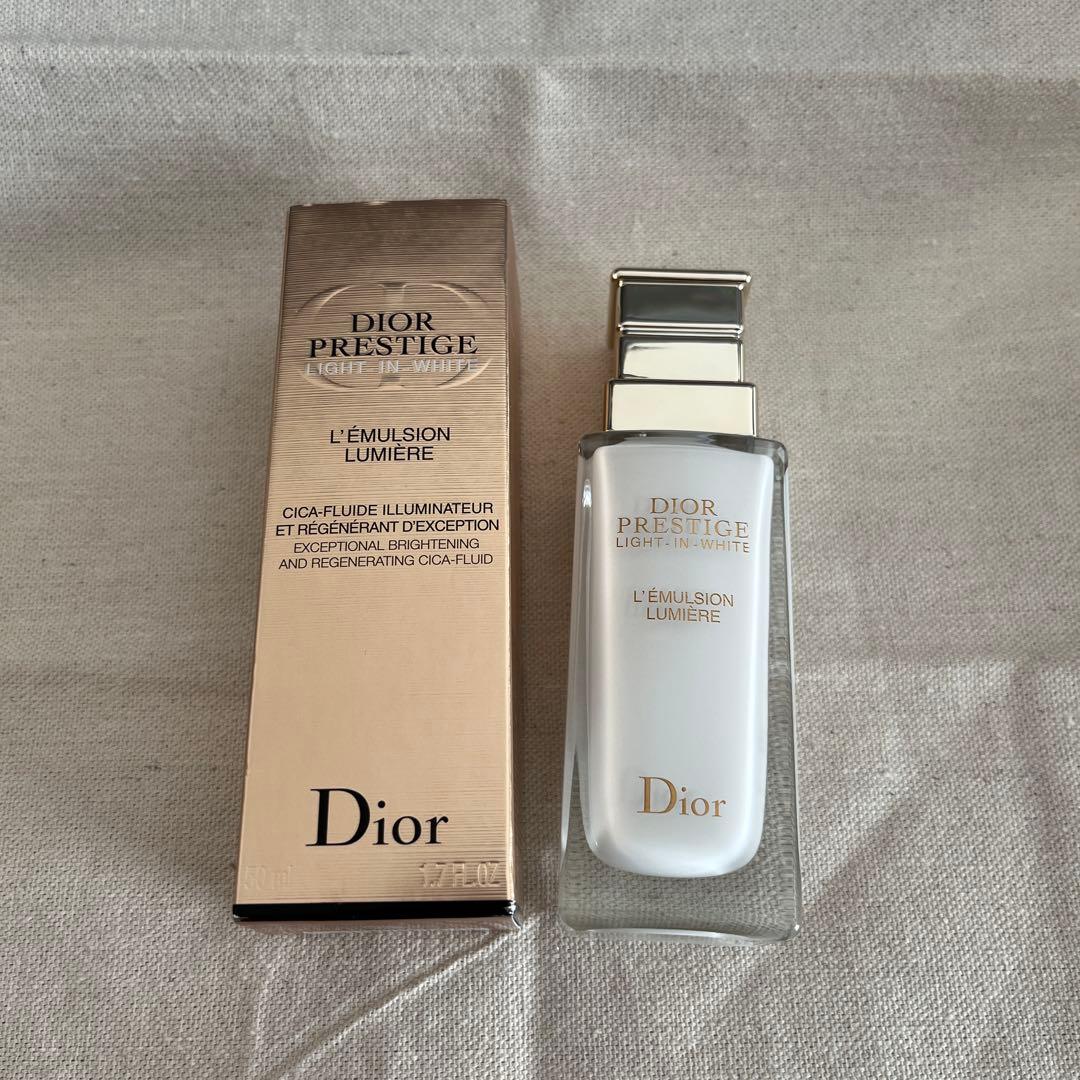 DIOR
PRESTIGE
LIGHT-IN-WHITE
L'ÉMULSION
LUMIÈRE
CICA-FLUIDE ILLUMINATEUR
ET RÉGÉNÉRANT D'EXCEPTION
EXCEPTIONAL BRIGHTENING
AND REGENERATING CICA-FLUID
Dior
50 ml 1.7 FL.OZ
DIOR
PRESTIGE
LIGHT-IN-WHITE
L'ÉMULSION
LUMIÈRE
Dior